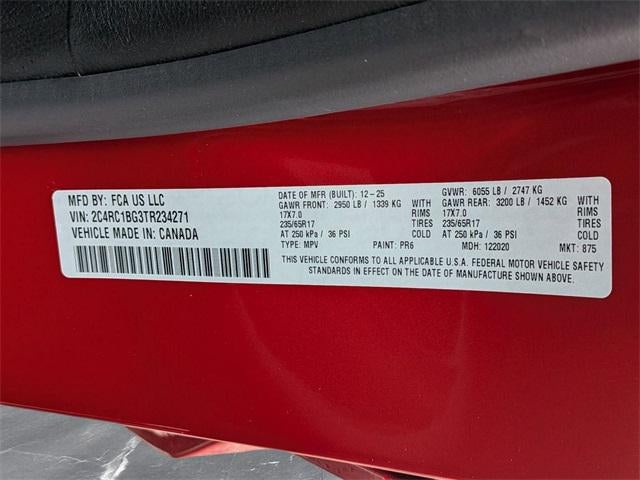 MFD BY: FCA US LLC
VIN: 2C4RC1BG3TR234271
VEHICLE MADE IN: CANADA
DATE OF MFR (BUILT): 12-25 GVWR: 6055 LB / 2747 KG
GAWR FRONT: 2950 LB / 1339 KG WITH GAWR REAR: 3200 LB / 1452 KG WITH
17X7.0 RIMS 17X7.0 RIMS
235/65R17 TIRES 235/65R17 TIRES
AT 250 kPa / 36 PSI COLD AT 250 kPa / 36 PSI COLD
TYPE: MPV PAINT: PR6 MDH: 122020 MKT: 875
THIS VEHICLE CONFORMS TO ALL APPLICABLE U.S.A. FEDERAL MOTOR VEHICLE SAFETY
STANDARDS IN EFFECT ON THE DATE OF MANUFACTURE SHOWN ABOVE.